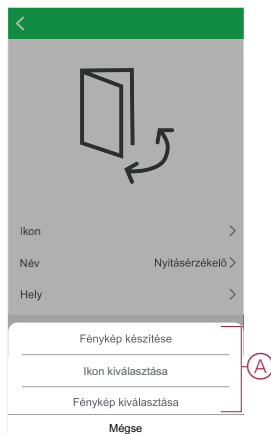 Ikon
Név Nyitásérzékelő
Hely
Fénykép készítése
Ikon kiválasztása
A
Fénykép kiválasztása
Mégse